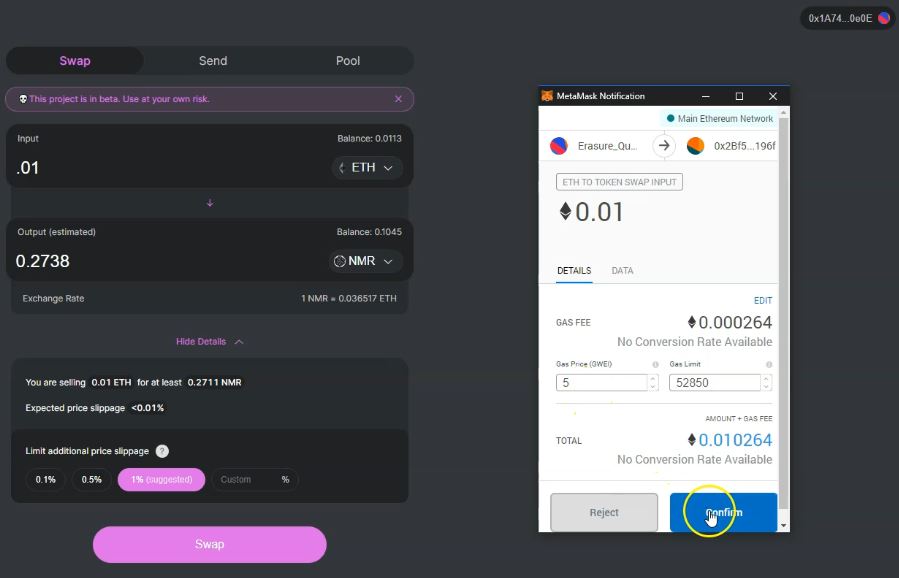 0x1A74...0e0E
Swap Send Pool
💀 This project is in beta. Use at your own risk. ×
Input Balance: 0.0113
.01 ETH
Output (estimated) Balance: 0.1045
0.2738 NMR
Exchange Rate 1 NMR = 0.036517 ETH
Hide Details
You are selling 0.01 ETH for at least 0.2711 NMR
Expected price slippage <0.01%
Limit additional price slippage ?
0.1% 0.5% 1% (suggested) Custom %
Swap
MetaMask Notification
Main Ethereum Network
Erasure_Qu... 0x2Bf5...196f
ETH TO TOKEN SWAP INPUT
0.01
DETAILS DATA
EDIT
GAS FEE 0.000264
No Conversion Rate Available
Gas Price (GWEI) Gas Limit
5 52850
AMOUNT + GAS FEE
TOTAL 0.010264
No Conversion Rate Available
Reject Confirm